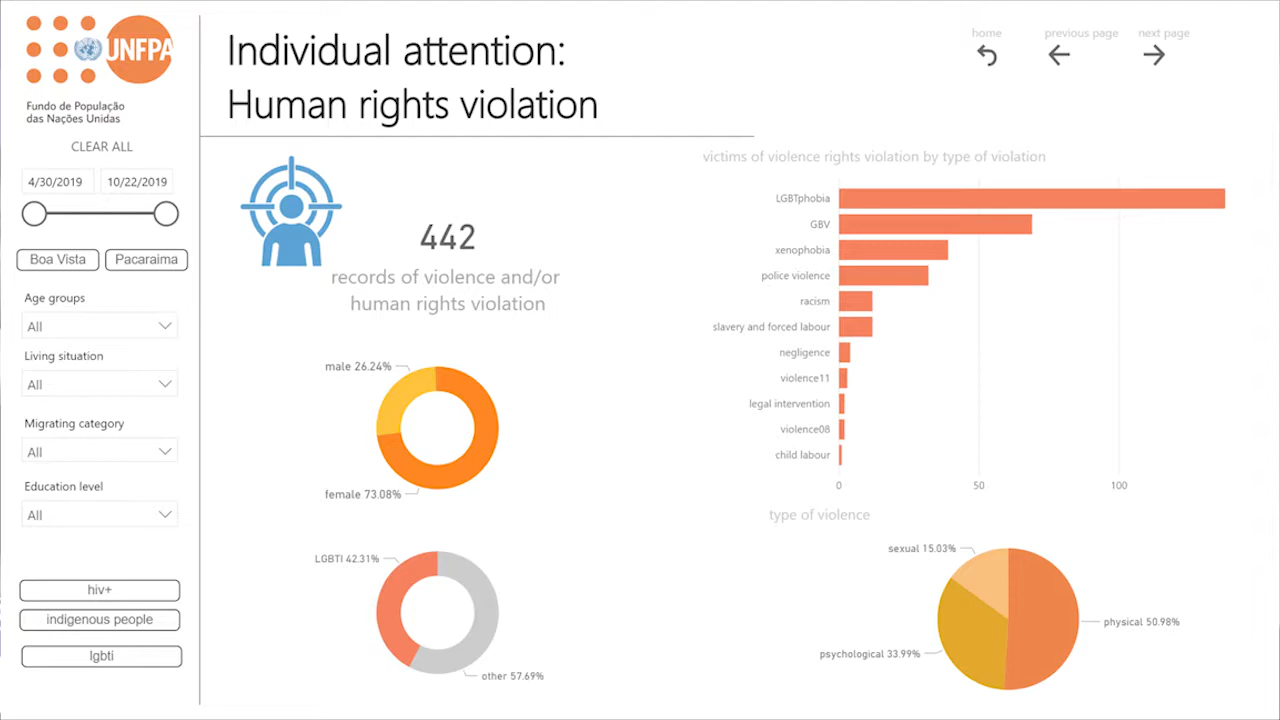 UNFPA
Fundo de População
das Nações Unidas
CLEAR ALL
4/30/2019
10/22/2019
Boa Vista
Pacaraima
Age groups
All
Living situation
All
Migrating category
All
Education level
All
hiv+
indigenous people
lgbti
Individual attention:
Human rights violation
home
previous page
next page
442
records of violence and/or
human rights violation
male 26.24%
female 73.08%
LGBTI 42.31%
other 57.69%
victims of violence rights violation by type of violation
LGBTphobia
GBV
xenophobia
police violence
racism
slavery and forced labour
negligence
violence11
legal intervention
violence08
child labour
0
50
100
type of violence
sexual 15.03%
physical 50.98%
psychological 33.99%